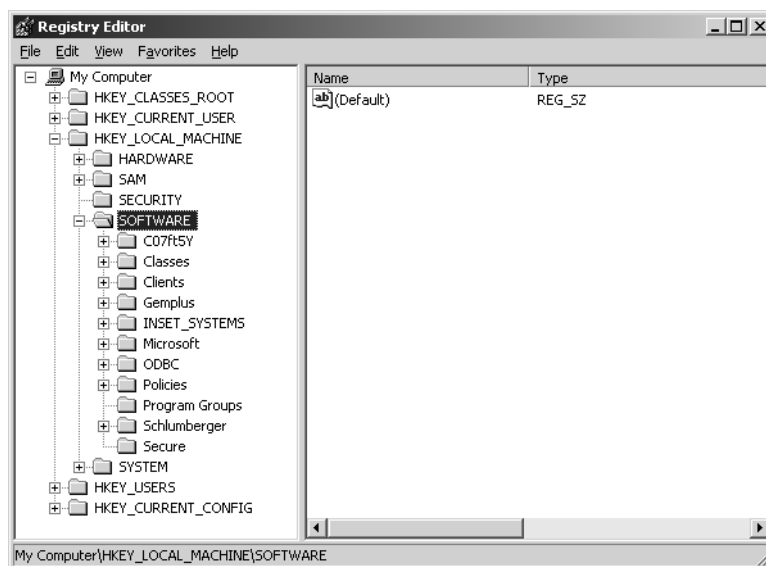 Registry Editor
File Edit View Favorites Help
My Computer
HKEY_CLASSES_ROOT
HKEY_CURRENT_USER
HKEY_LOCAL_MACHINE
HARDWARE
SAM
SECURITY
SOFTWARE
C07ft5Y
Classes
Clients
Gemplus
INSET_SYSTEMS
Microsoft
ODBC
Policies
Program Groups
Schlumberger
Secure
SYSTEM
HKEY_USERS
HKEY_CURRENT_CONFIG
Name Type
ab (Default) REG_SZ
My Computer\HKEY_LOCAL_MACHINE\SOFTWARE